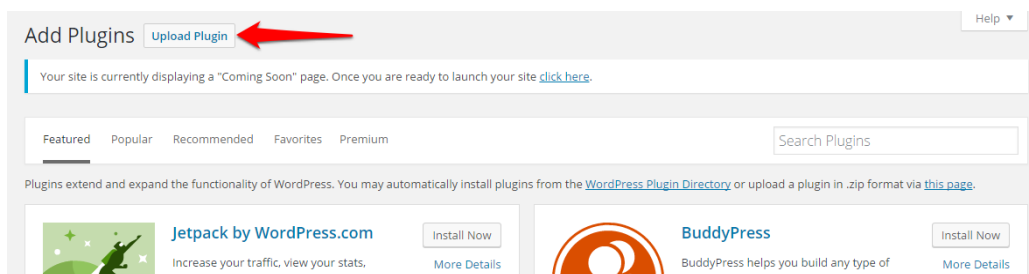 Help ▼
Add Plugins Upload Plugin
Your site is currently displaying a "Coming Soon" page. Once you are ready to launch your site click here.
Featured Popular Recommended Favorites Premium Search Plugins
Plugins extend and expand the functionality of WordPress. You may automatically install plugins from the WordPress Plugin Directory or upload a plugin in .zip format via this page.
Jetpack by WordPress.com Install Now
Increase your traffic, view your stats, More Details
BuddyPress Install Now
BuddyPress helps you build any type of More Details